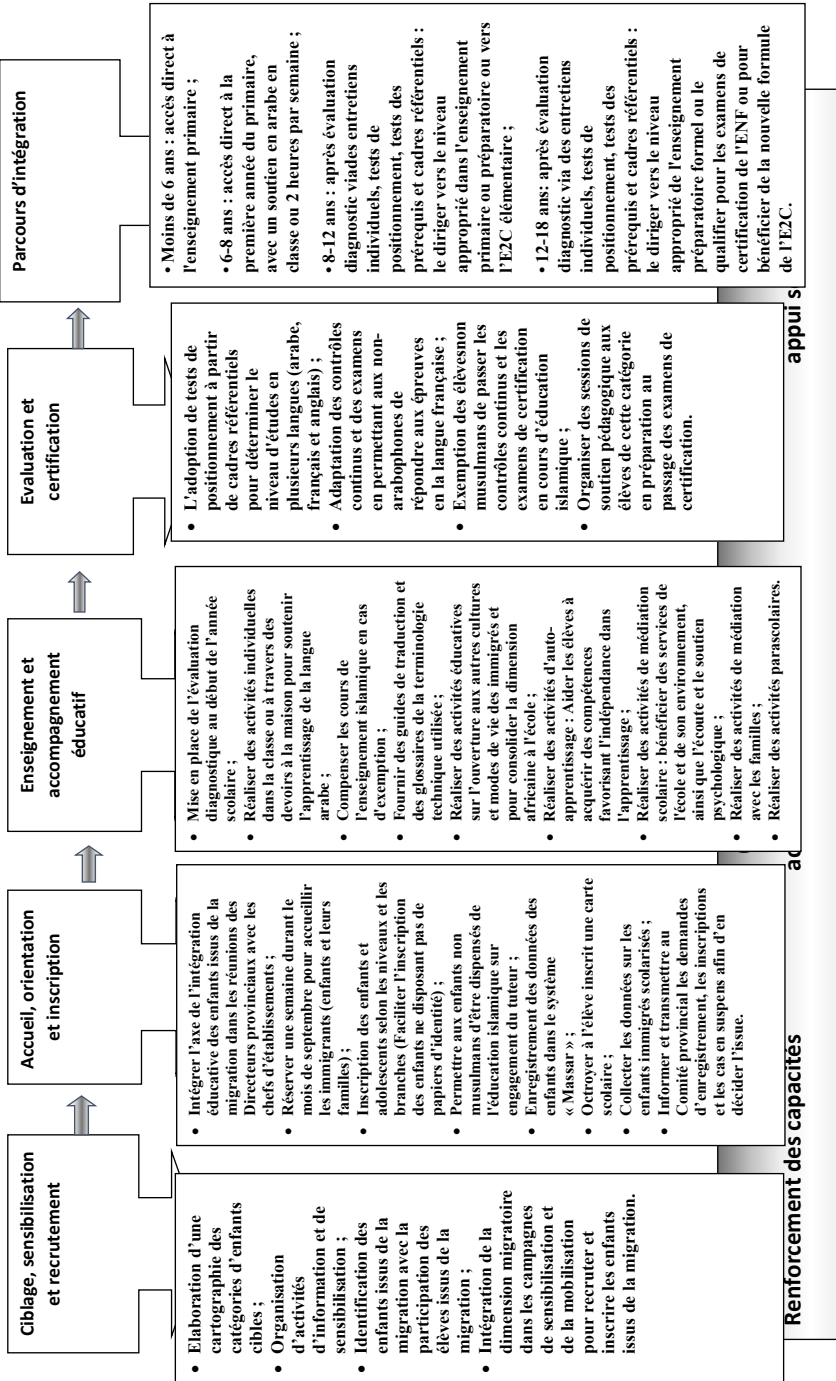 Ciblage, sensibilisation
et recrutement
• Elaboration d'une
cartographie des
catégories d'enfants
cibles ;
• Organisation
d'activités
d'information et de
sensibilisation ;
• Identification des
enfants issus de la
migration avec la
participation des
élèves issus de la
migration ;
• Intégration de la
dimension migratoire
dans les campagnes
de sensibilisation et
de la mobilisation
pour recruter et
inscrire les enfants
issus de la migration.
Accueil, orientation
et inscription
• Intégrer l'axe de l'intégration
éducative des enfants issus de la
migration dans les réunions des
Directeurs provinciaux avec les
chefs d'établissements ;
• Réserver une semaine durant le
mois de septembre pour accueillir
les immigrants (enfants et leurs
familles) ;
• Inscription des enfants et
adolescents selon les niveaux et les
branches (Faciliter l'inscription
des enfants ne disposant pas de
papiers d'identité) ;
• Permettre aux enfants non
musulmans d'être dispensés de
l'éducation islamique sur
engagement du tuteur ;
• Enregistrement des données des
enfants dans le système
« Massar » ;
• Octroyer à l'élève inscrit une carte
scolaire ;
• Collecter les données sur les
enfants immigrés scolarisés ;
• Informer et transmettre au
Comité provincial les demandes
d'enregistrement, les inscriptions
et les cas en suspens afin d'en
décider l'issue.
Enseignement et
accompagnement
éducatif
• Mise en place de l'évaluation
diagnostique au début de l'année
scolaire ;
• Réaliser des activités individuelles
dans la classe ou à travers des
devoirs à la maison pour soutenir
l'apprentissage de la langue
arabe ;
• Compenser les cours de
l'enseignement islamique en cas
d'exemption ;
• Fournir des guides de traduction et
des glossaires de la terminologie
technique utilisée ;
• Réaliser des activités éducatives
sur l'ouverture aux autres cultures
et modes de vie des immigrés et
pour consolider la dimension
africaine à l'école ;
• Réaliser des activités d'auto-
apprentissage : Aider les élèves à
acquérir des compétences
favorisant l'indépendance dans
l'apprentissage ;
• Réaliser des activités de médiation
scolaire : bénéficier des services de
l'école et de son environnement,
ainsi que l'écoute et le soutien
psychologique ;
• Réaliser des activités de médiation
avec les familles ;
• Réaliser des activités parascolaires.
Evaluation et
certification
• L'adoption de tests de
positionnement à partir
de cadres référentiels
pour déterminer le
niveau d'études en
plusieurs langues (arabe,
français et anglais) ;
• Adaptation des contrôles
continus et des examens
en permettant aux non-
arabophones de
répondre aux épreuves
en la langue française ;
• Exemption des élèvesnon
musulmans de passer les
contrôles continus et les
examens de certification
en cours d'éducation
islamique ;
• Organiser des sessions de
soutien pédagogique aux
élèves de cette catégorie
en préparation au
passage des examens de
certification.
Parcours d'intégration
• Moins de 6 ans : accès direct à
l'enseignement primaire ;
• 6-8 ans : accès direct à la
première année du primaire,
avec un soutien en arabe en
classe ou 2 heures par semaine ;
• 8-12 ans : après évaluation
diagnostic viades entretiens
individuels, tests de
positionnement, tests des
prérequis et cadres référentiels :
le diriger vers le niveau
approprié dans l'enseignement
primaire ou préparatoire ou vers
l'E2C élémentaire ;
• 12-18 ans: après évaluation
diagnostic via des entretiens
individuels, tests de
positionnement, tests des
prérequis et cadres référentiels :
le diriger vers le niveau
approprié de l'enseignement
préparatoire formel ou le
qualifier pour les examens de
certification de l'ENF ou pour
bénéficier de la nouvelle formule
de l'E2C.
Renforcement des capacités
appui